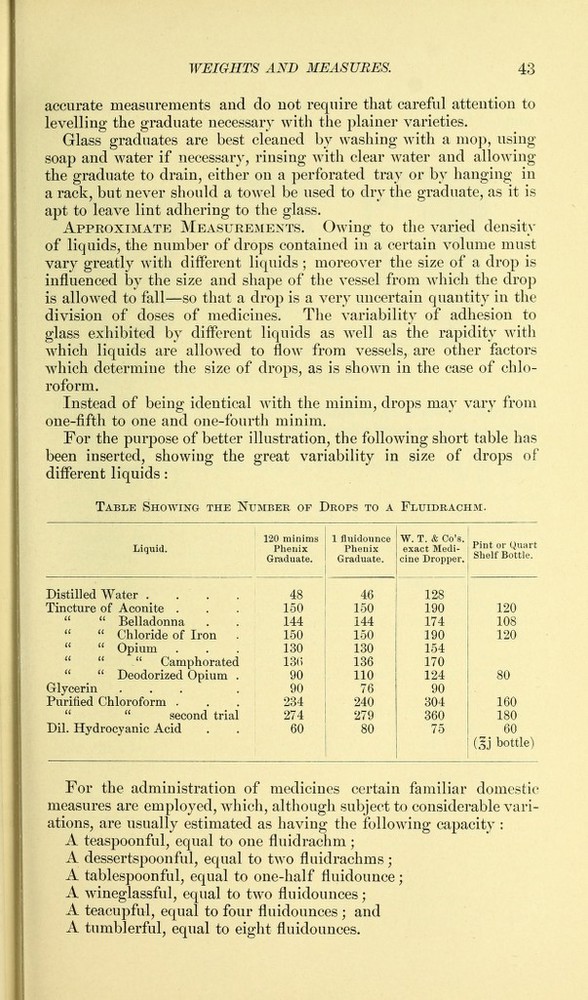 WEIGHTS AND MEASURES. 43
accurate measurements and do not require that careful attention to
levelling the graduate necessary with the plainer varieties.
Glass graduates are best cleaned by washing with a mop, using
soap and water if necessary, rinsing with clear water and allowing
the graduate to drain, either on a perforated tray or by hanging in
a rack, but never should a towel be used to dry the graduate, as it is
apt to leave lint adhering to the glass.
APPROXIMATE MEASUREMENTS. Owing to the varied density
of liquids, the number of drops contained in a certain volume must
vary greatly with different liquids; moreover the size of a drop is
influenced by the size and shape of the vessel from which the drop
is allowed to fall—so that a drop is a very uncertain quantity in the
division of doses of medicines. The variability of adhesion to
glass exhibited by different liquids as well as the rapidity with
which liquids are allowed to flow from vessels, are other factors
which determine the size of drops, as is shown in the case of chlo-
roform.
Instead of being identical with the minim, drops may vary from
one-fifth to one and one-fourth minim.
For the purpose of better illustration, the following short table has
been inserted, showing the great variability in size of drops of
different liquids:
TABLE SHOWING THE NUMBER OF DROPS TO A FLUIDRACHM.
Liquid. | 120 minims Phenix Graduate. | 1 fluidounce Phenix Graduate. | W. T. & Co's. exact Medi-cine Dropper. | Pint or Quart Shelf Bottle.
Distilled Water . . . . 48 46 128
Tincture of Aconite . . . 150 150 190 120
" " Belladonna . . 144 144 174 108
" " Chloride of Iron . 150 150 190 120
" " Opium . . . 130 130 154
" " " Camphorated 136 136 170
" " Deodorized Opium . 90 110 124 80
Glycerin . . . . 90 76 90
Purified Chloroform . . . 234 240 304 160
" " second trial 274 279 360 180
Dil. Hydrocyanic Acid . . 60 80 75 60
(℥j bottle)
For the administration of medicines certain familiar domestic
measures are employed, which, although subject to considerable vari-
ations, are usually estimated as having the following capacity:
A teaspoonful, equal to one fluidrachm;
A dessertspoonful, equal to two fluidrachms;
A tablespoonful, equal to one-half fluidounce;
A wineglassful, equal to two fluidounces;
A teacupful, equal to four fluidounces; and
A tumblerful, equal to eight fluidounces.